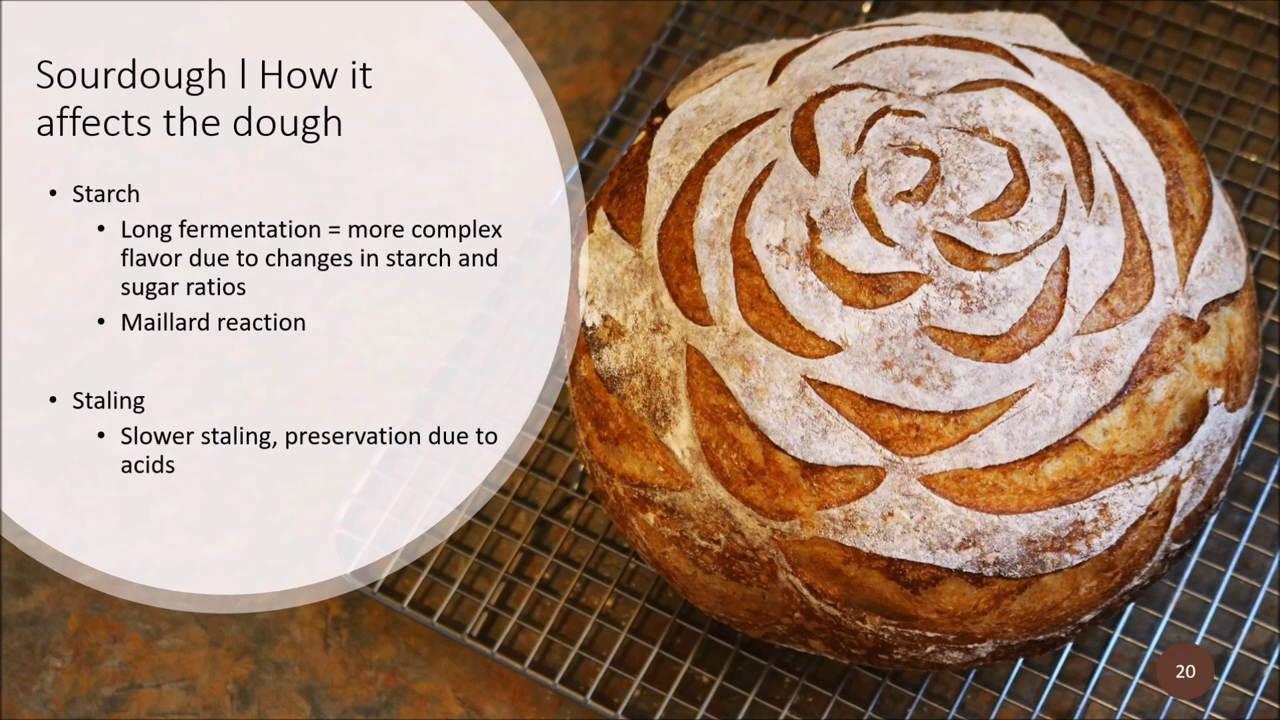 Sourdough l How it
affects the dough
• Starch
• Long fermentation = more complex
flavor due to changes in starch and
sugar ratios
• Maillard reaction
• Staling
• Slower staling, preservation due to
acids
20